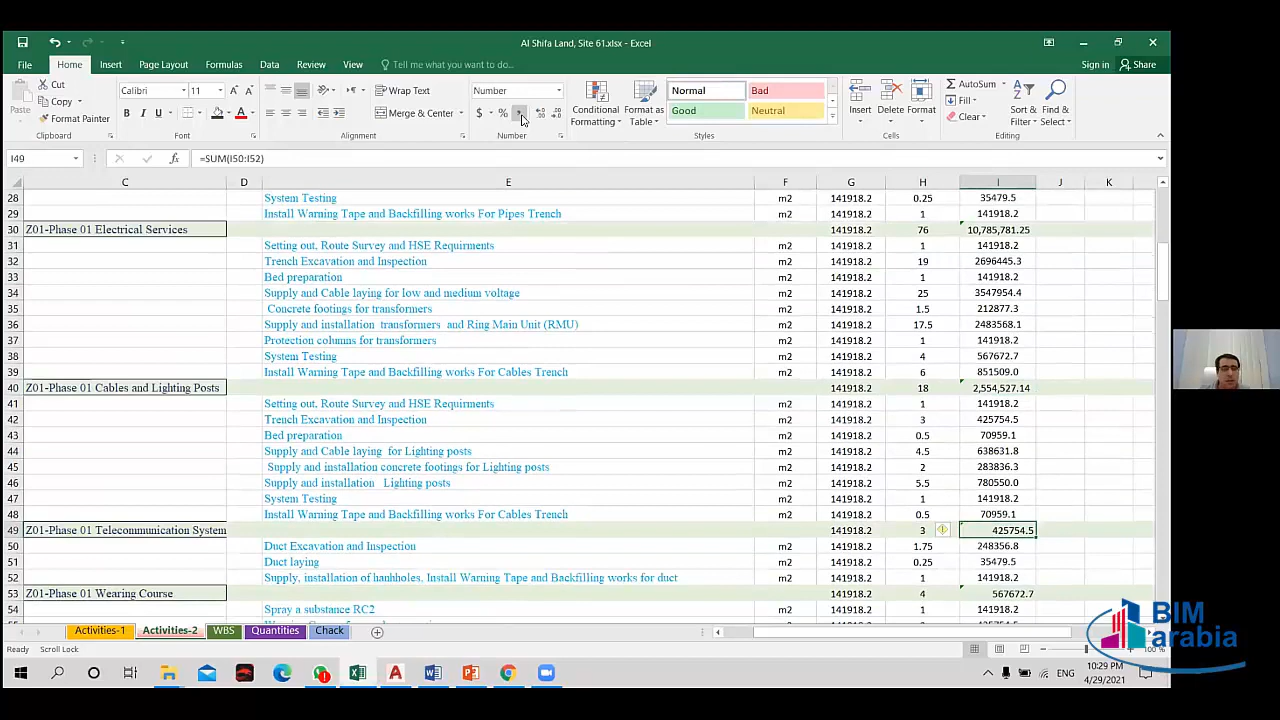 Al Shifa Land, Site 61.xlsx - Excel
File Home Insert Page Layout Formulas Data Review View Tell me what you want to do... Sign in Share
Cut Calibri 11 Wrap Text Number Normal Bad AutoSum
Paste Copy Conditional Format as Insert Delete Format Fill Sort & Find &
Format Painter B I U Merge & Center $ % , Formatting Table Good Neutral Clear Filter Select
Clipboard Font Alignment Number Styles Cells Editing
I49 fx =SUM(I50:I52)
C D E F G H I J K
28 System Testing m2 141918.2 0.25 35479.5
29 Install Warning Tape and Backfilling works For Pipes Trench m2 141918.2 1 141918.2
30 Z01-Phase 01 Electrical Services 141918.2 76 10,785,781.25
31 Setting out, Route Survey and HSE Requirments m2 141918.2 1 141918.2
32 Trench Excavation and Inspection m2 141918.2 19 2696445.3
33 Bed preparation m2 141918.2 1 141918.2
34 Supply and Cable laying for low and medium voltage m2 141918.2 25 3547954.4
35 Concrete footings for transformers m2 141918.2 1.5 212877.3
36 Supply and installation transformers and Ring Main Unit (RMU) m2 141918.2 17.5 2483568.1
37 Protection columns for transformers m2 141918.2 1 141918.2
38 System Testing m2 141918.2 4 567672.7
39 Install Warning Tape and Backfilling works For Cables Trench m2 141918.2 6 851509.0
40 Z01-Phase 01 Cables and Lighting Posts 141918.2 18 2,554,527.14
41 Setting out, Route Survey and HSE Requirments m2 141918.2 1 141918.2
42 Trench Excavation and Inspection m2 141918.2 3 425754.5
43 Bed preparation m2 141918.2 0.5 70959.1
44 Supply and Cable laying for Lighting posts m2 141918.2 4.5 638631.8
45 Supply and installation concrete footings for Lighting posts m2 141918.2 2 283836.3
46 Supply and installation Lighting posts m2 141918.2 5.5 780550.0
47 System Testing m2 141918.2 1 141918.2
48 Install Warning Tape and Backfilling works For Cables Trench m2 141918.2 0.5 70959.1
49 Z01-Phase 01 Telecommunication System 141918.2 3 425754.5
50 Duct Excavation and Inspection m2 141918.2 1.75 248356.8
51 Duct laying m2 141918.2 0.25 35479.5
52 Supply, installation of hanhholes, Install Warning Tape and Backfilling works for duct m2 141918.2 1 141918.2
53 Z01-Phase 01 Wearing Course 141918.2 4 567672.7
54 Spray a substance RC2 m2 141918.2 1 141918.2
Activities-1 Activities-2 WBS Quantities Chack
Ready Scroll Lock 100 %
ENG 10:29 PM
4/29/2021
BIM
arabia